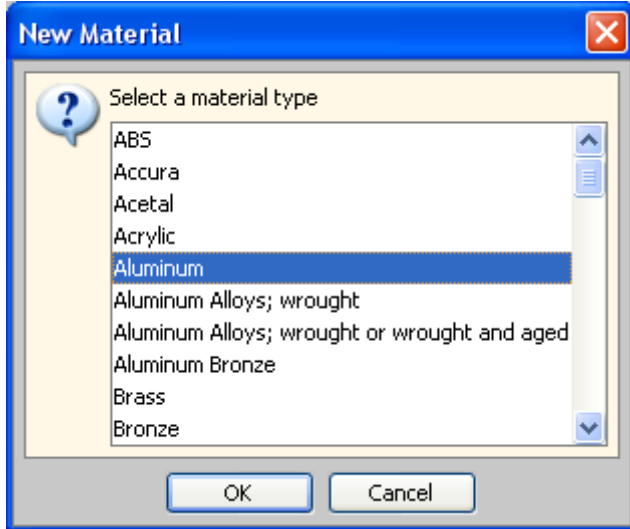 New Material
Select a material type
ABS
Accura
Acetal
Acrylic
Aluminum
Aluminum Alloys; wrought
Aluminum Alloys; wrought or wrought and aged
Aluminum Bronze
Brass
Bronze
OK
Cancel